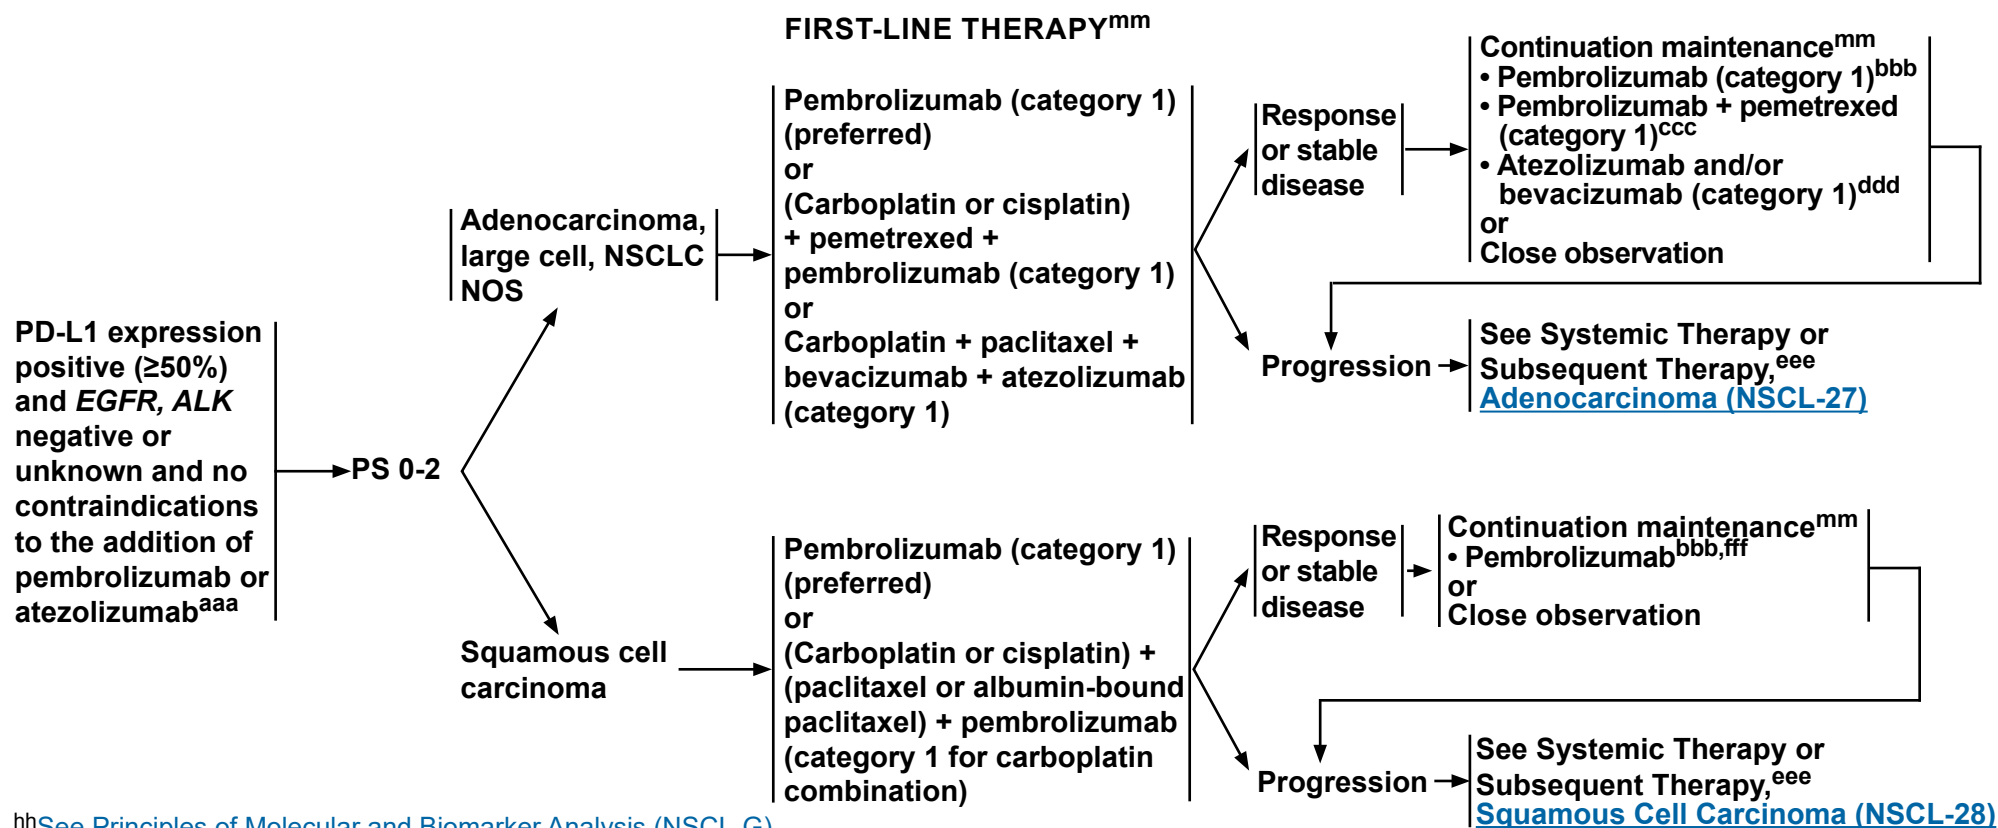 FIRST-LINE THERAPYmm
PD-L1 expression
positive (≥50%)
and EGFR, ALK
negative or
unknown and no
contraindications
to the addition of
pembrolizumab or
atezolizumabaaa
PS 0-2
Adenocarcinoma,
large cell, NSCLC
NOS
Pembrolizumab (category 1)
(preferred)
or
(Carboplatin or cisplatin)
+ pemetrexed +
pembrolizumab (category 1)
or
Carboplatin + paclitaxel +
bevacizumab + atezolizumab
(category 1)
Response
or stable
disease
Continuation maintenancemm
• Pembrolizumab (category 1)bbb
• Pembrolizumab + pemetrexed
(category 1)ccc
• Atezolizumab and/or
bevacizumab (category 1)ddd
or
Close observation
Progression
See Systemic Therapy or
Subsequent Therapy,eee
Adenocarcinoma (NSCL-27)
Squamous cell
carcinoma
Pembrolizumab (category 1)
(preferred)
or
(Carboplatin or cisplatin) +
(paclitaxel or albumin-bound
paclitaxel) + pembrolizumab
(category 1 for carboplatin
combination)
Response
or stable
disease
Continuation maintenancemm
• Pembrolizumabbbb,fff
or
Close observation
Progression
See Systemic Therapy or
Subsequent Therapy,eee
Squamous Cell Carcinoma (NSCL-28)
hhSee Principles of Molecular and Biomarker Analysis (NSCL-G)